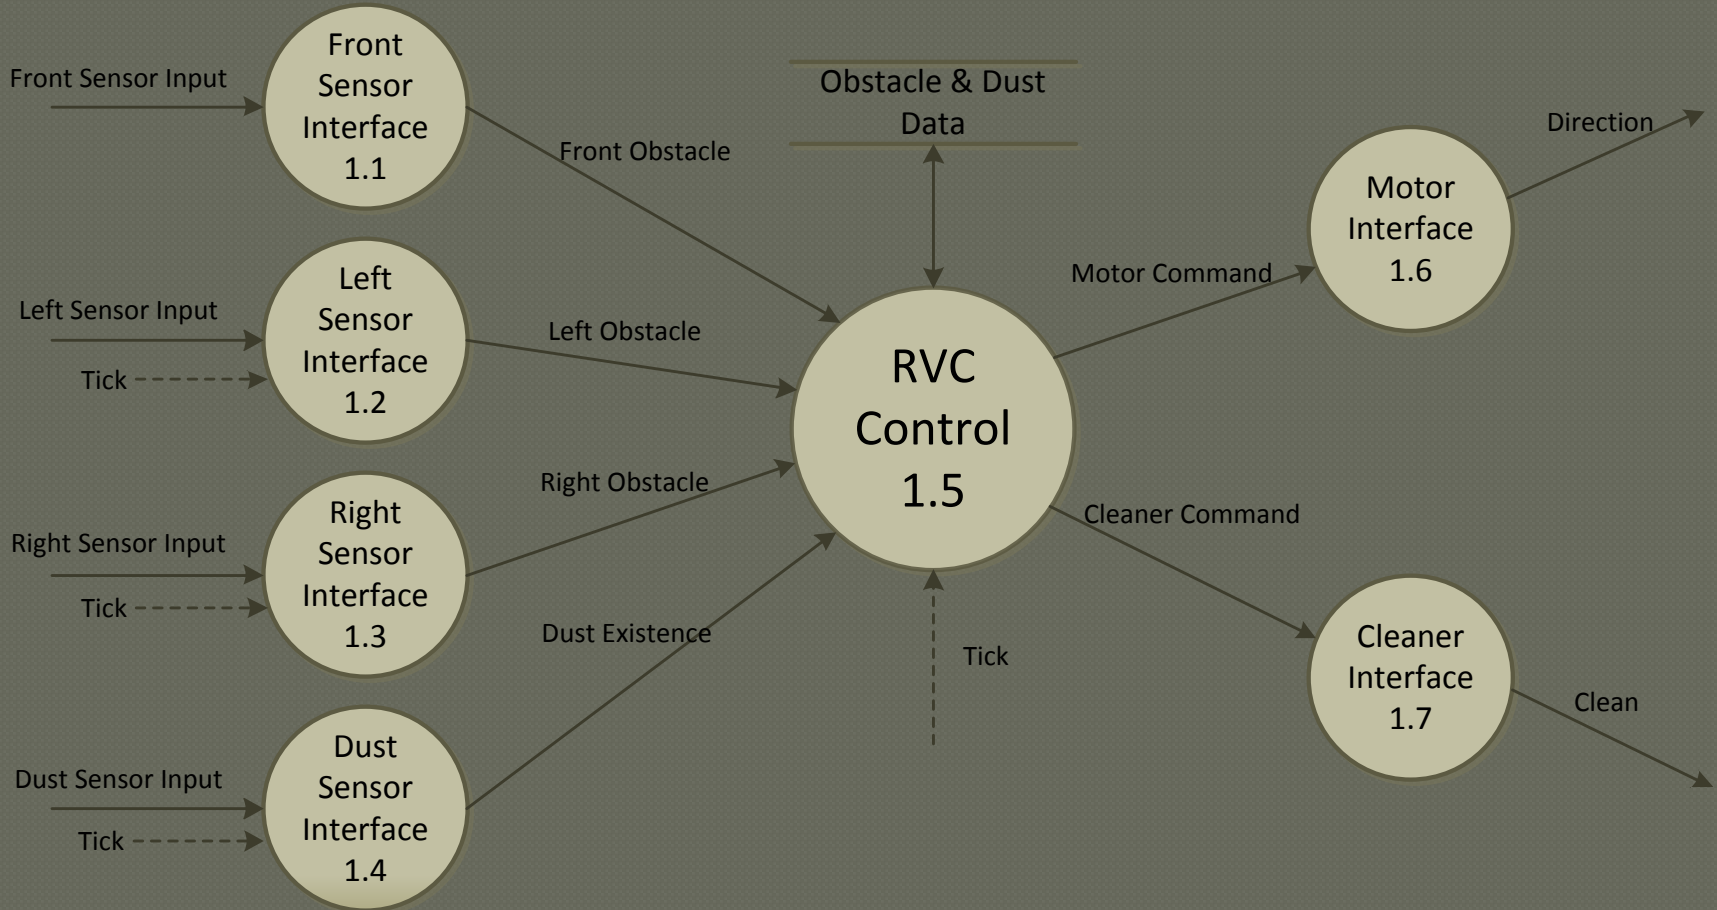 Front Sensor Input
Front
Sensor
Interface
1.1
Front Obstacle
Obstacle & Dust
Data
Direction
Motor
Interface
1.6
Motor Command
Left Sensor Input
Tick
Left
Sensor
Interface
1.2
Left Obstacle
RVC
Control
1.5
Right Sensor Input
Tick
Right
Sensor
Interface
1.3
Right Obstacle
Cleaner Command
Dust Existence
Tick
Cleaner
Interface
1.7
Clean
Dust Sensor Input
Tick
Dust
Sensor
Interface
1.4